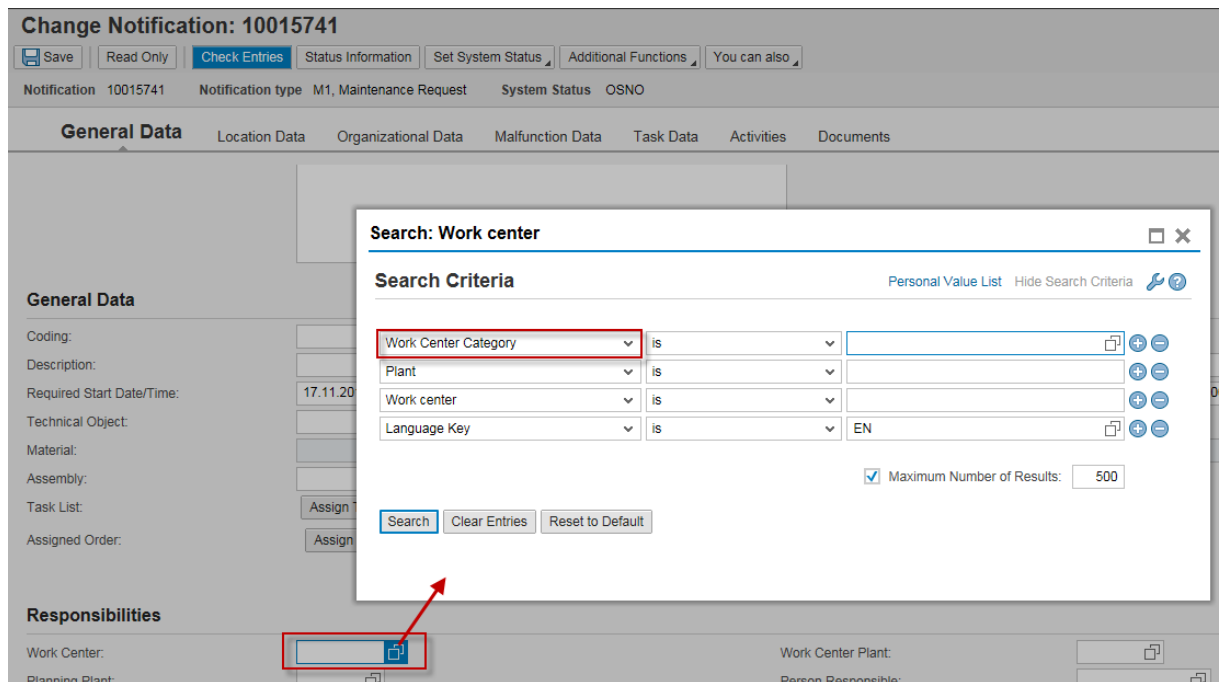 Change Notification: 10015741
Save Read Only Check Entries Status Information Set System Status Additional Functions You can also
Notification 10015741 Notification type M1, Maintenance Request System Status OSNO
General Data Location Data Organizational Data Malfunction Data Task Data Activities Documents
Search: Work center
Search Criteria Personal Value List Hide Search Criteria
General Data
Coding:
Work Center Category is
Description:
Plant is
Required Start Date/Time: 17.11.20
Work center is
Technical Object:
Language Key is EN
Material:
Assembly:
Maximum Number of Results: 500
Task List: Assign
Search Clear Entries Reset to Default
Assigned Order: Assign
Responsibilities
Work Center: Work Center Plant:
Planning Plant: Person Responsible: